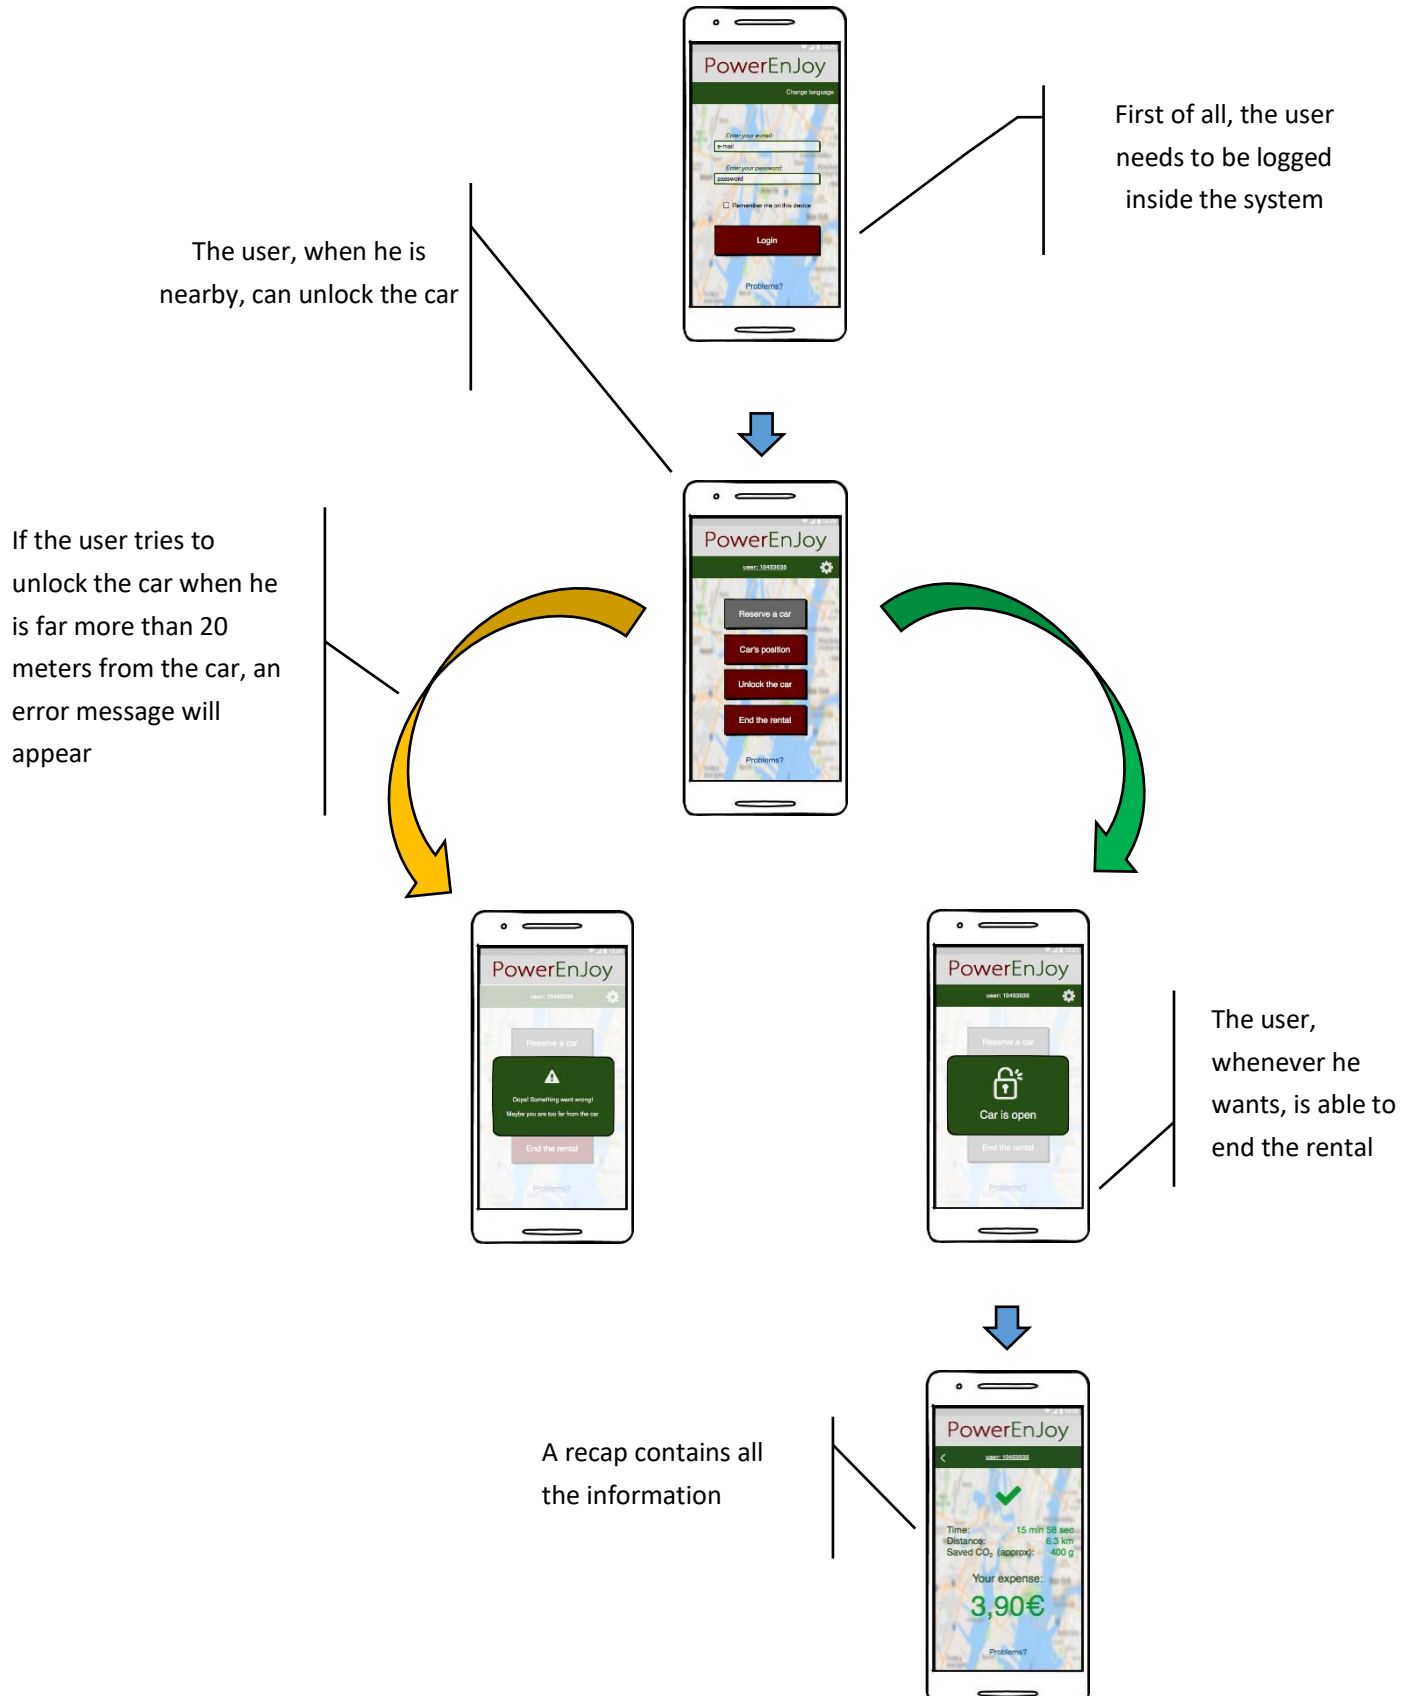 PowerEnJoy
Change language
Enter your e-mail:
e-mail
Enter your password:
password
Remember me on this device
Login
Problems?
First of all, the user
needs to be logged
inside the system
The user, when he is
nearby, can unlock the car
PowerEnJoy
user: 10453035
Reserve a car
Car's position
Unlock the car
End the rental
Problems?
If the user tries to
unlock the car when he
is far more than 20
meters from the car, an
error message will
appear
PowerEnJoy
user: 10453035
Reserve a car
Oops! Something went wrong!
Maybe you are too far from the car
End the rental
Problems?
PowerEnJoy
user: 10453035
Reserve a car
Car is open
End the rental
Problems?
The user,
whenever he
wants, is able to
end the rental
A recap contains all
the information
PowerEnJoy
user: 10453035
Time: 15 min 58 sec
Distance: 6.3 km
Saved CO₂ (approx): 400 g
Your expense:
3,90€
Problems?